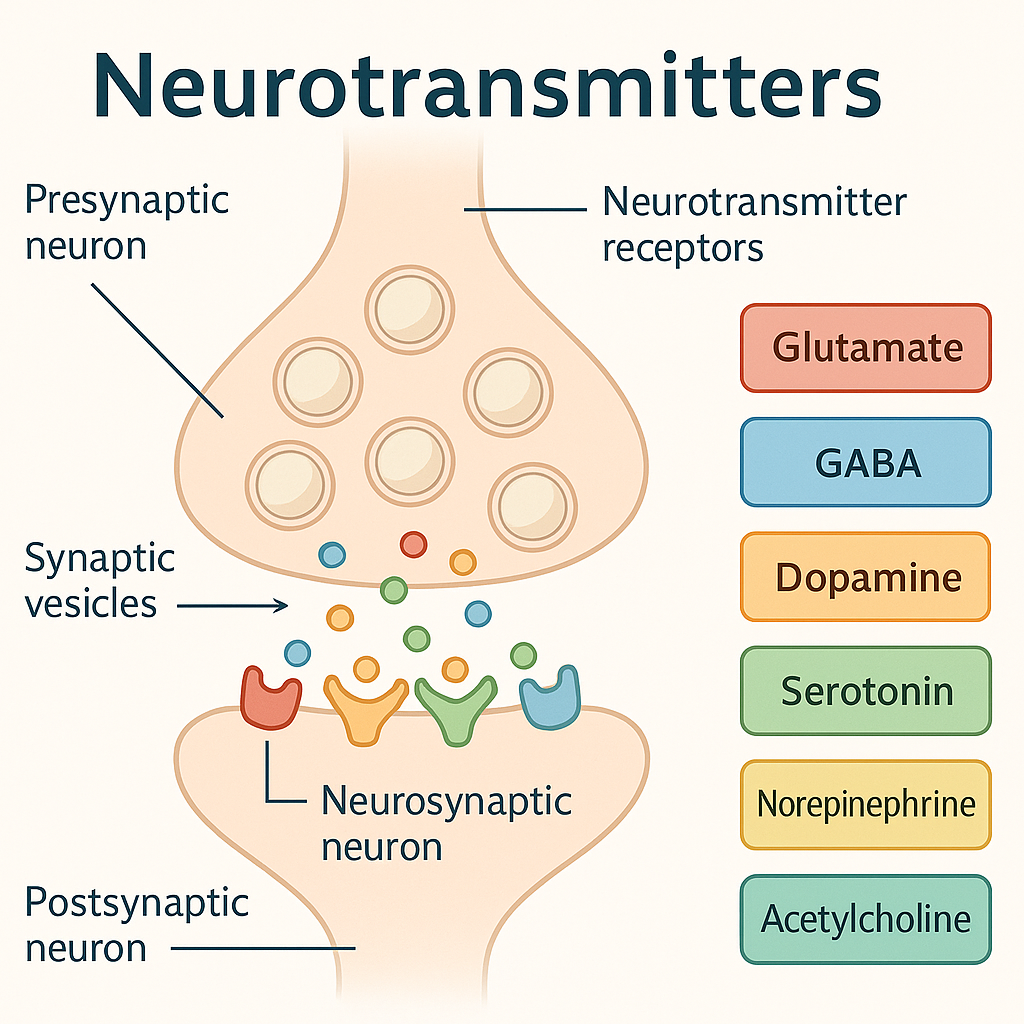 Neurotransmitters
Presynaptic
neuron
Neurotransmitter
receptors
Glutamate
GABA
Dopamine
Synaptic
vesicles
Serotonin
Neurosynaptic
neuron
Norepinephrine
Postsynaptic
neuron
Acetylcholine